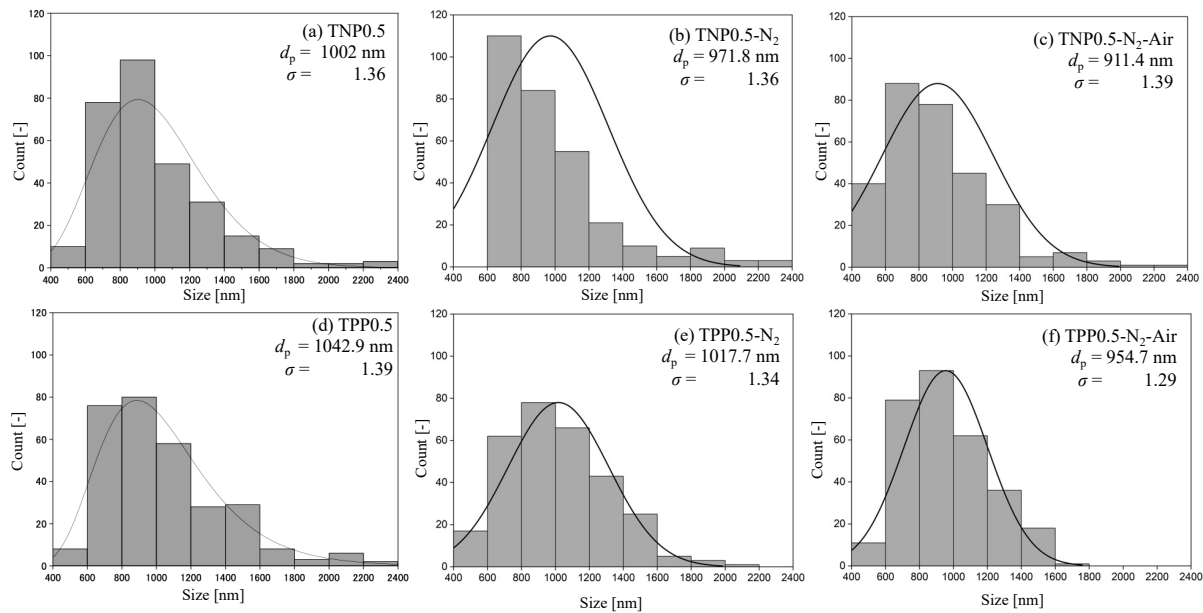 (a) TNP0.5
dp = 1002 nm
σ = 1.36
120
100
80
60
40
20
0
Count [-]
400 600 800 1000 1200 1400 1600 1800 2000 2200 2400
Size [nm]
(b) TNP0.5-N2
dp = 971.8 nm
σ = 1.36
120
100
80
60
40
20
0
Count [-]
400 600 800 1000 1200 1400 1600 1800 2000 2200 2400
Size [nm]
(c) TNP0.5-N2-Air
dp = 911.4 nm
σ = 1.39
120
100
80
60
40
20
0
Count [-]
400 600 800 1000 1200 1400 1600 1800 2000 2200 2400
Size [nm]
(d) TPP0.5
dp = 1042.9 nm
σ = 1.39
120
100
80
60
40
20
0
Count [-]
400 600 800 1000 1200 1400 1600 1800 2000 2200 2400
Size [nm]
(e) TPP0.5-N2
dp = 1017.7 nm
σ = 1.34
120
100
80
60
40
20
0
Count [-]
400 600 800 1000 1200 1400 1600 1800 2000 2200 2400
Size [nm]
(f) TPP0.5-N2-Air
dp = 954.7 nm
σ = 1.29
120
100
80
60
40
20
0
Count [-]
400 600 800 1000 1200 1400 1600 1800 2000 2200 2400
Size [nm]